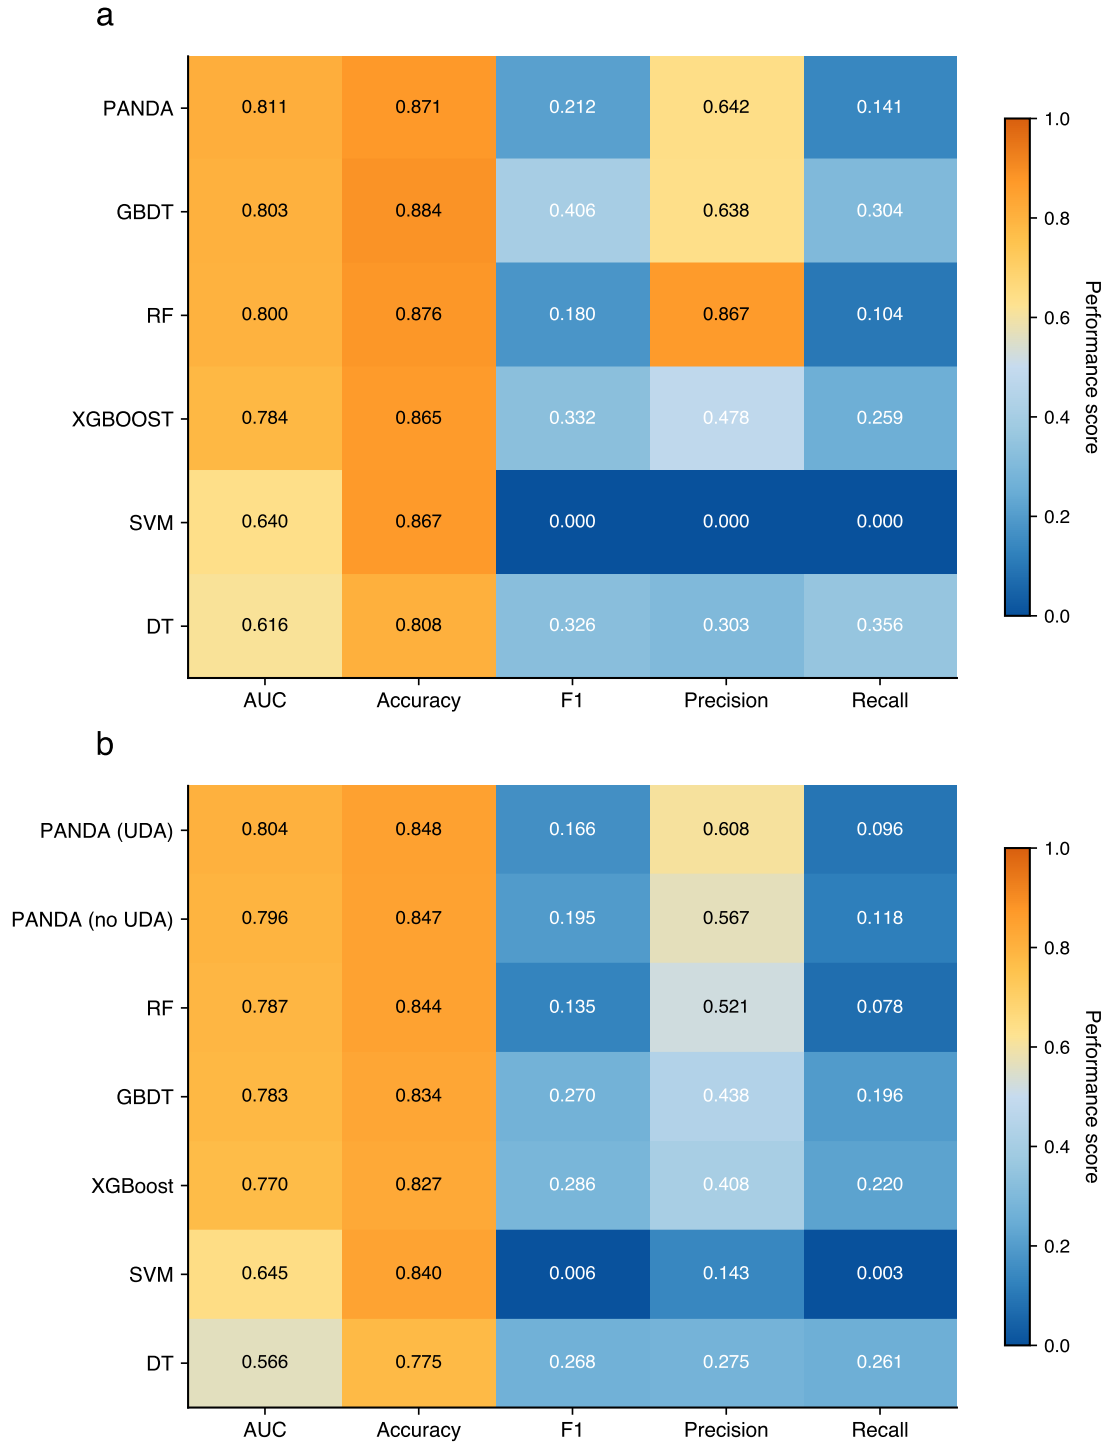 a
PANDA 0.811 0.871 0.212 0.642 0.141
GBDT 0.803 0.884 0.406 0.638 0.304
RF 0.800 0.876 0.180 0.867 0.104
XGBOOST 0.784 0.865 0.332 0.478 0.259
SVM 0.640 0.867 0.000 0.000 0.000
DT 0.616 0.808 0.326 0.303 0.356
AUC Accuracy F1 Precision Recall
1.0
0.8
0.6
0.4
0.2
0.0
Performance score
b
PANDA (UDA) 0.804 0.848 0.166 0.608 0.096
PANDA (no UDA) 0.796 0.847 0.195 0.567 0.118
RF 0.787 0.844 0.135 0.521 0.078
GBDT 0.783 0.834 0.270 0.438 0.196
XGBoost 0.770 0.827 0.286 0.408 0.220
SVM 0.645 0.840 0.006 0.143 0.003
DT 0.566 0.775 0.268 0.275 0.261
AUC Accuracy F1 Precision Recall
1.0
0.8
0.6
0.4
0.2
0.0
Performance score